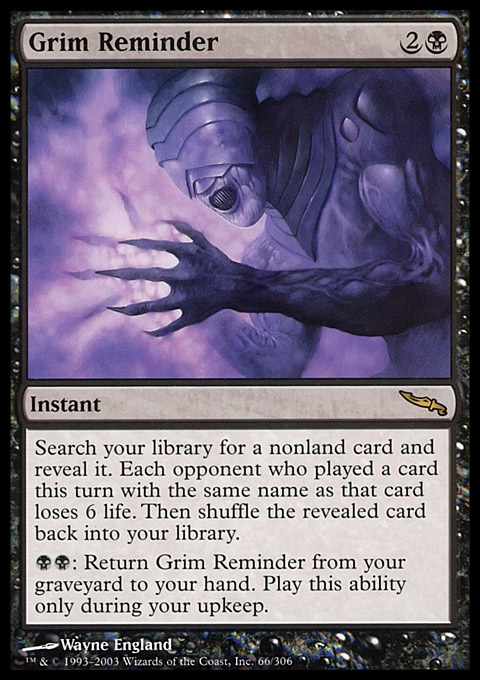 Grim Reminder 2
Instant
Search your library for a nonland card and
reveal it. Each opponent who played a card
this turn with the same name as that card
loses 6 life. Then shuffle the revealed card
back into your library.
: Return Grim Reminder from your
graveyard to your hand. Play this ability
only during your upkeep.
Wayne England
™ & © 1993–2003 Wizards of the Coast, Inc. 66/306